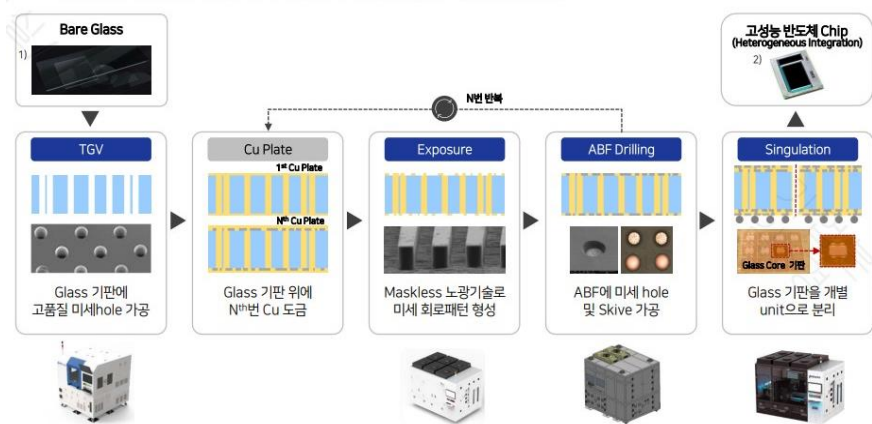 Bare Glass
1)
고성능 반도체 Chip
(Heterogeneous Integration)
2)
N번 반복
TGV
Cu Plate
Exposure
ABF Drilling
Singulation
1st Cu Plate
Nth Cu Plate
Glass Core 기판
Glass 기판에
고품질 미세hole 가공
Glass 기판 위에
Nth번 Cu 도금
Maskless 노광기술로
미세 회로패턴 형성
ABF에 미세 hole
및 Skive 가공
Glass 기판을 개별
unit으로 분리